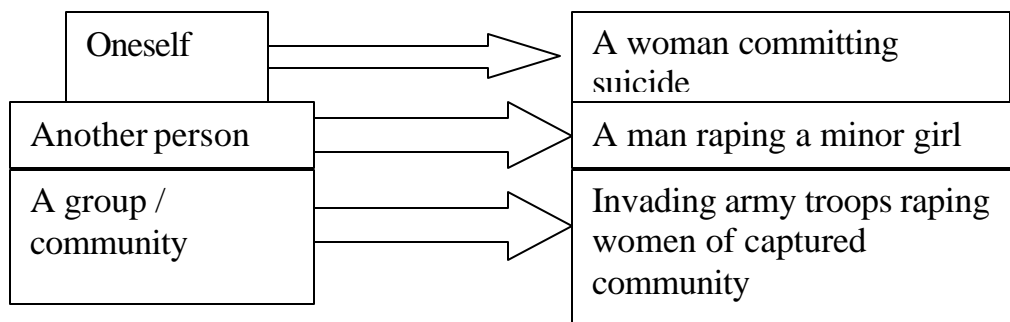 Oneself
A woman committing
suicide
Another person
A man raping a minor girl
A group /
community
Invading army troops raping
women of captured
community